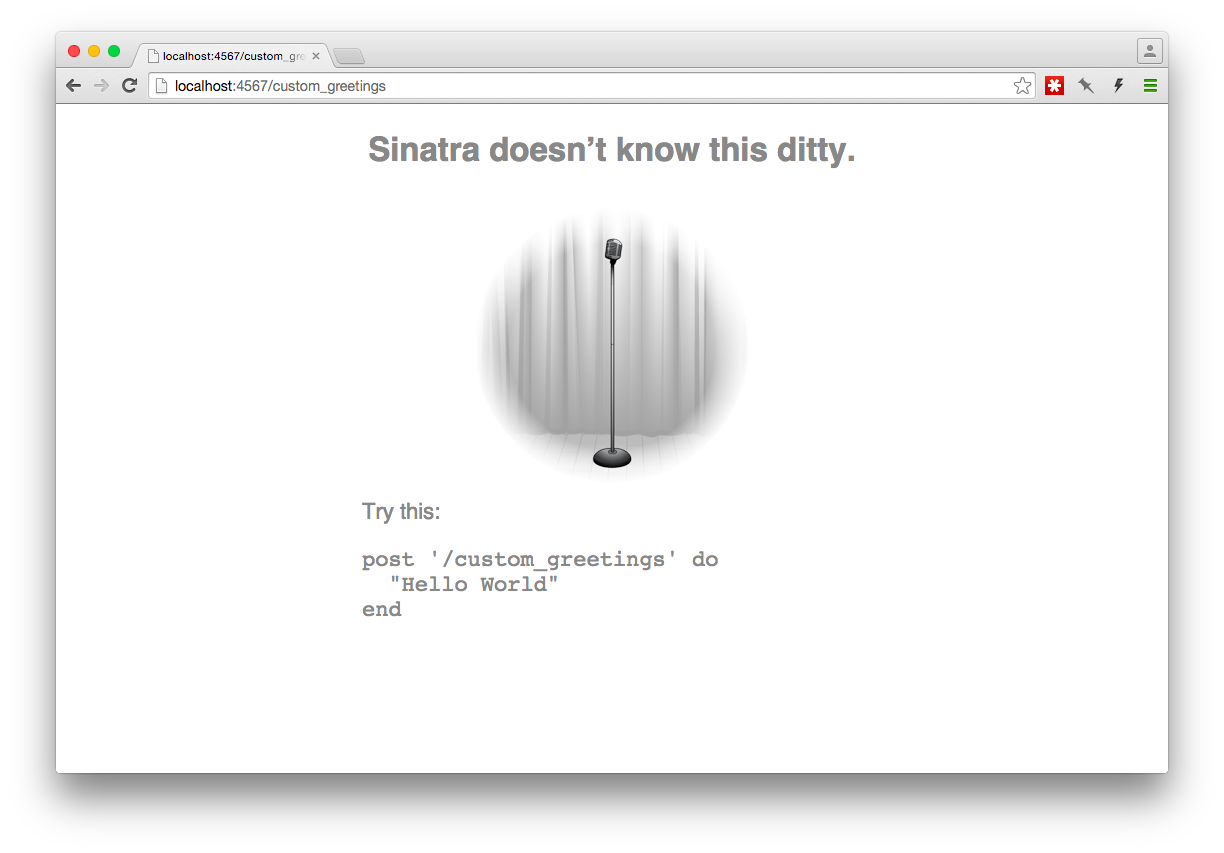 localhost:4567/custom_gre
localhost:4567/custom_greetings
Sinatra doesn’t know this ditty.
Try this:
post '/custom_greetings' do
  "Hello World"
end